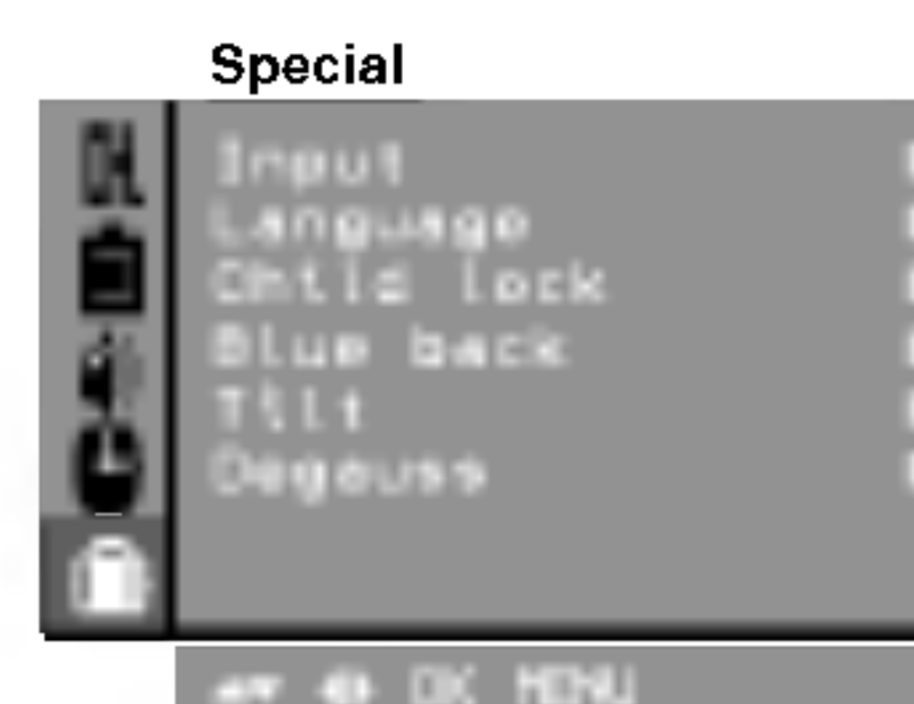 Special
Input
Language
Child lock
Blue back
Tilt
Degauss
OK MENU